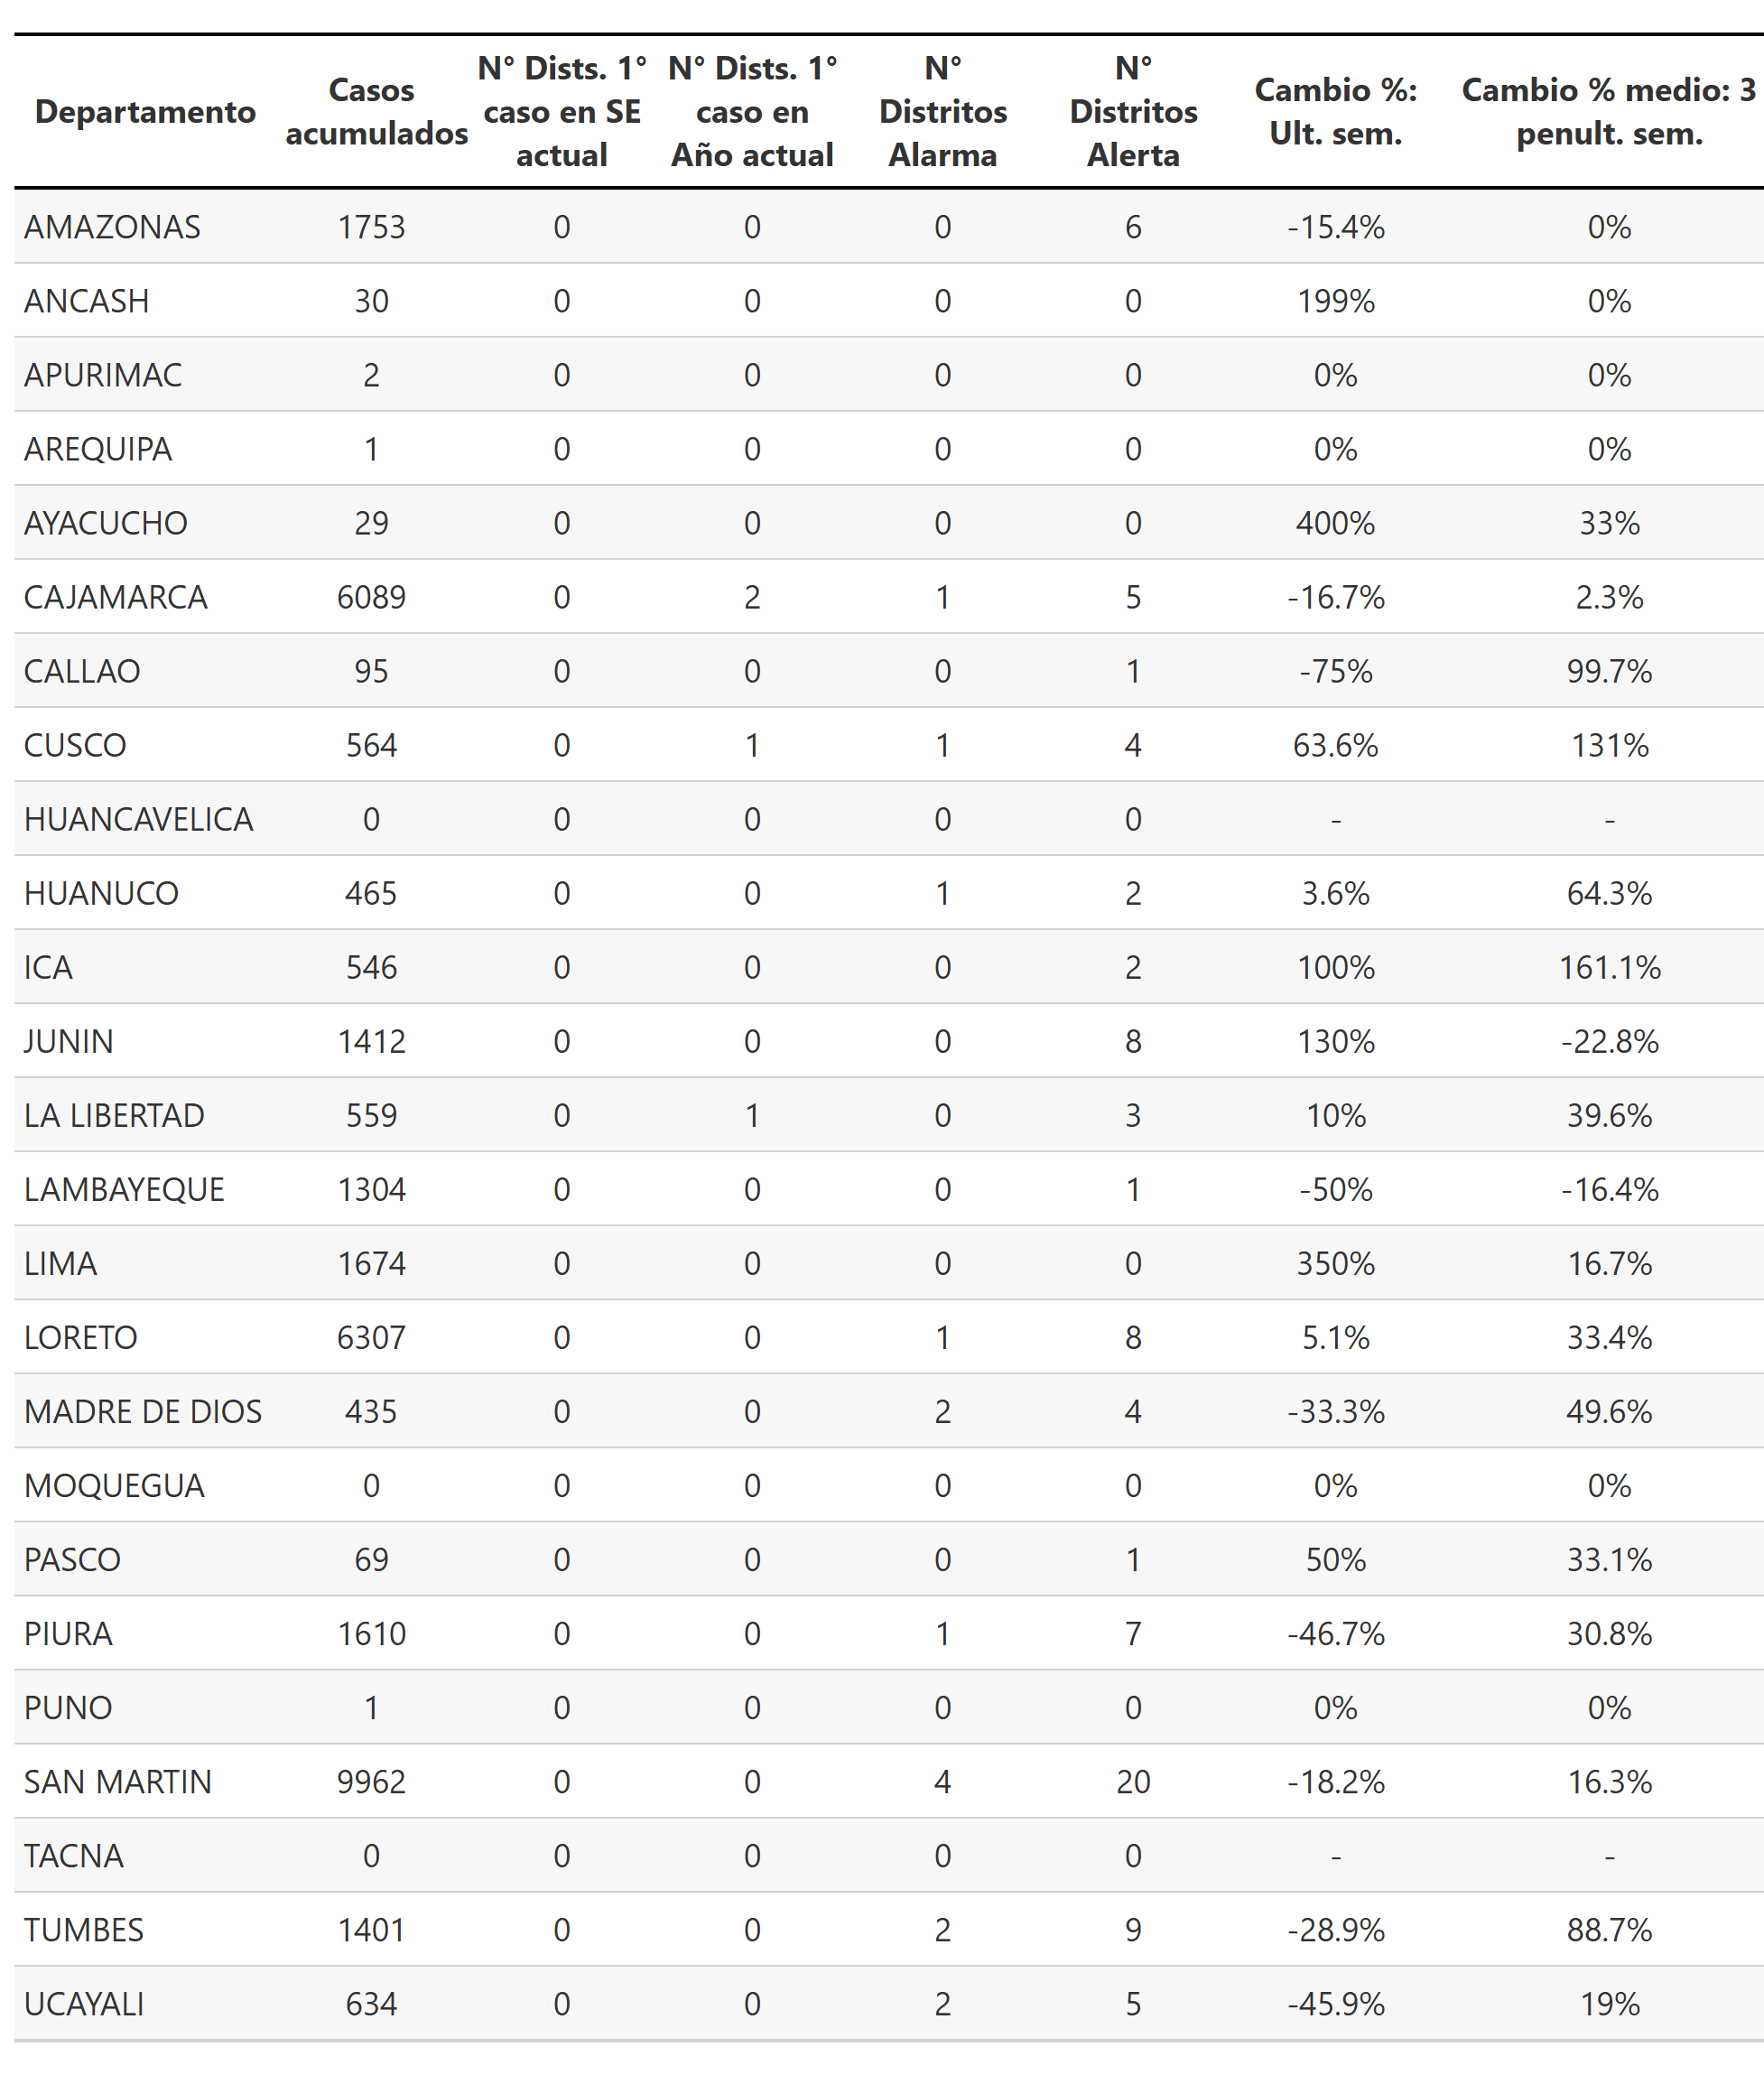 Departamento Casos acumulados N° Dists. 1° caso en SE actual N° Dists. 1° caso en Año actual N° Distritos Alarma N° Distritos Alerta Cambio %: Ult. sem. Cambio % medio: 3 penult. sem.
AMAZONAS 1753 0 0 0 6 -15.4% 0%
ANCASH 30 0 0 0 0 199% 0%
APURIMAC 2 0 0 0 0 0% 0%
AREQUIPA 1 0 0 0 0 0% 0%
AYACUCHO 29 0 0 0 0 400% 33%
CAJAMARCA 6089 0 2 1 5 -16.7% 2.3%
CALLAO 95 0 0 0 1 -75% 99.7%
CUSCO 564 0 1 1 4 63.6% 131%
HUANCAVELICA 0 0 0 0 0 - -
HUANUCO 465 0 0 1 2 3.6% 64.3%
ICA 546 0 0 0 2 100% 161.1%
JUNIN 1412 0 0 0 8 130% -22.8%
LA LIBERTAD 559 0 1 0 3 10% 39.6%
LAMBAYEQUE 1304 0 0 0 1 -50% -16.4%
LIMA 1674 0 0 0 0 350% 16.7%
LORETO 6307 0 0 1 8 5.1% 33.4%
MADRE DE DIOS 435 0 0 2 4 -33.3% 49.6%
MOQUEGUA 0 0 0 0 0 0% 0%
PASCO 69 0 0 0 1 50% 33.1%
PIURA 1610 0 0 1 7 -46.7% 30.8%
PUNO 1 0 0 0 0 0% 0%
SAN MARTIN 9962 0 0 4 20 -18.2% 16.3%
TACNA 0 0 0 0 0 - -
TUMBES 1401 0 0 2 9 -28.9% 88.7%
UCAYALI 634 0 0 2 5 -45.9% 19%